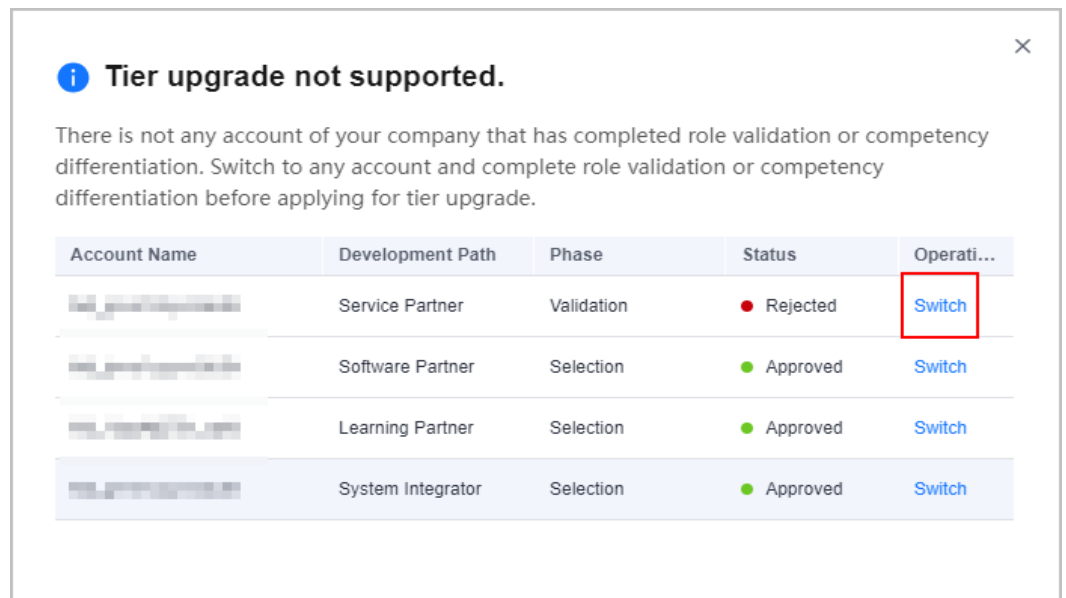 Tier upgrade not supported.
There is not any account of your company that has completed role validation or competency
differentiation. Switch to any account and complete role validation or competency
differentiation before applying for tier upgrade.
Account Name Development Path Phase Status Operati...
Service Partner Validation Rejected Switch
Software Partner Selection Approved Switch
Learning Partner Selection Approved Switch
System Integrator Selection Approved Switch